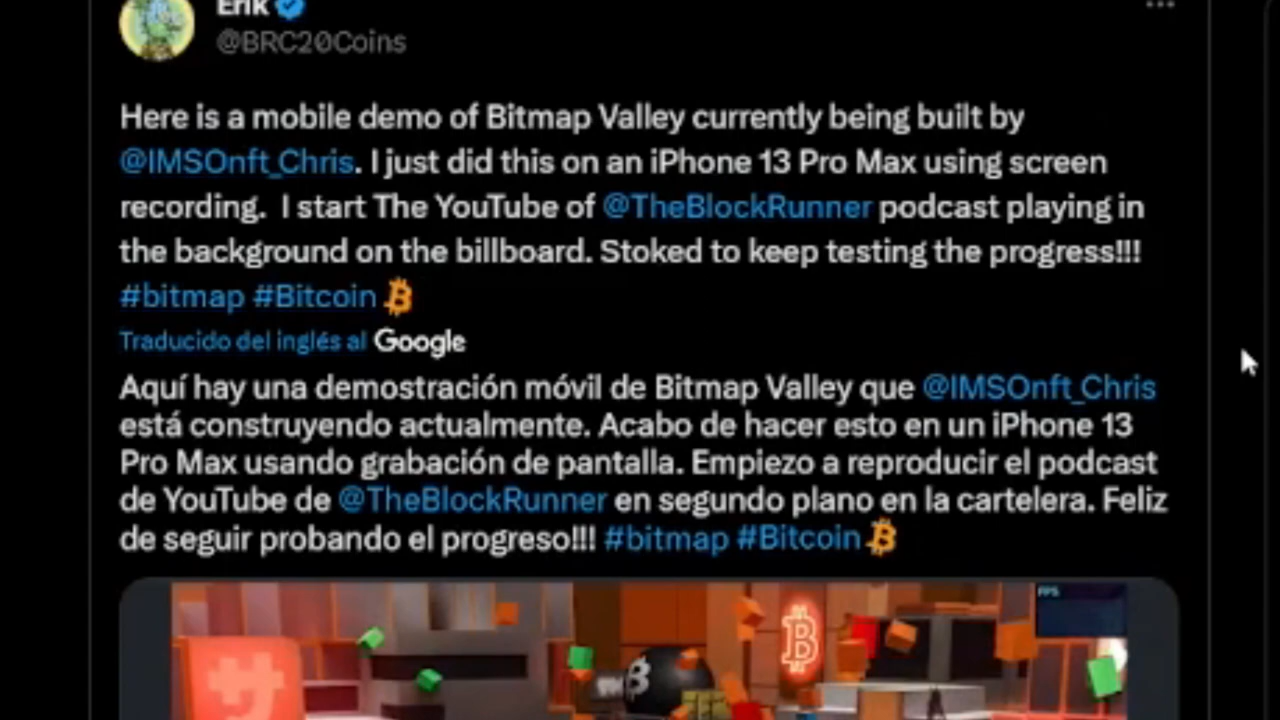 Erik
@BRC20Coins
Here is a mobile demo of Bitmap Valley currently being built by
@IMSOnft_Chris. I just did this on an iPhone 13 Pro Max using screen
recording.  I start The YouTube of @TheBlockRunner podcast playing in
the background on the billboard. Stoked to keep testing the progress!!!
#bitmap #Bitcoin
Traducido del inglés al Google
Aquí hay una demostración móvil de Bitmap Valley que @IMSOnft_Chris
está construyendo actualmente. Acabo de hacer esto en un iPhone 13
Pro Max usando grabación de pantalla. Empiezo a reproducir el podcast
de YouTube de @TheBlockRunner en segundo plano en la cartelera. Feliz
de seguir probando el progreso!!! #bitmap #Bitcoin
FPS